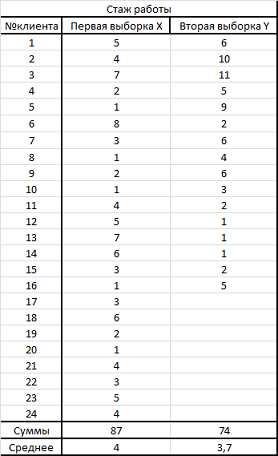 Стаж работы
№клиента Первая выборка X Вторая выборка Y
1 5 6
2 4 10
3 7 11
4 2 5
5 1 9
6 8 2
7 3 6
8 1 4
9 2 6
10 1 3
11 4 2
12 5 1
13 7 1
14 6 1
15 3 2
16 1 5
17 3
18 6
19 2
20 1
21 4
22 3
23 5
24 4
Суммы 87 74
Среднее 4 3,7